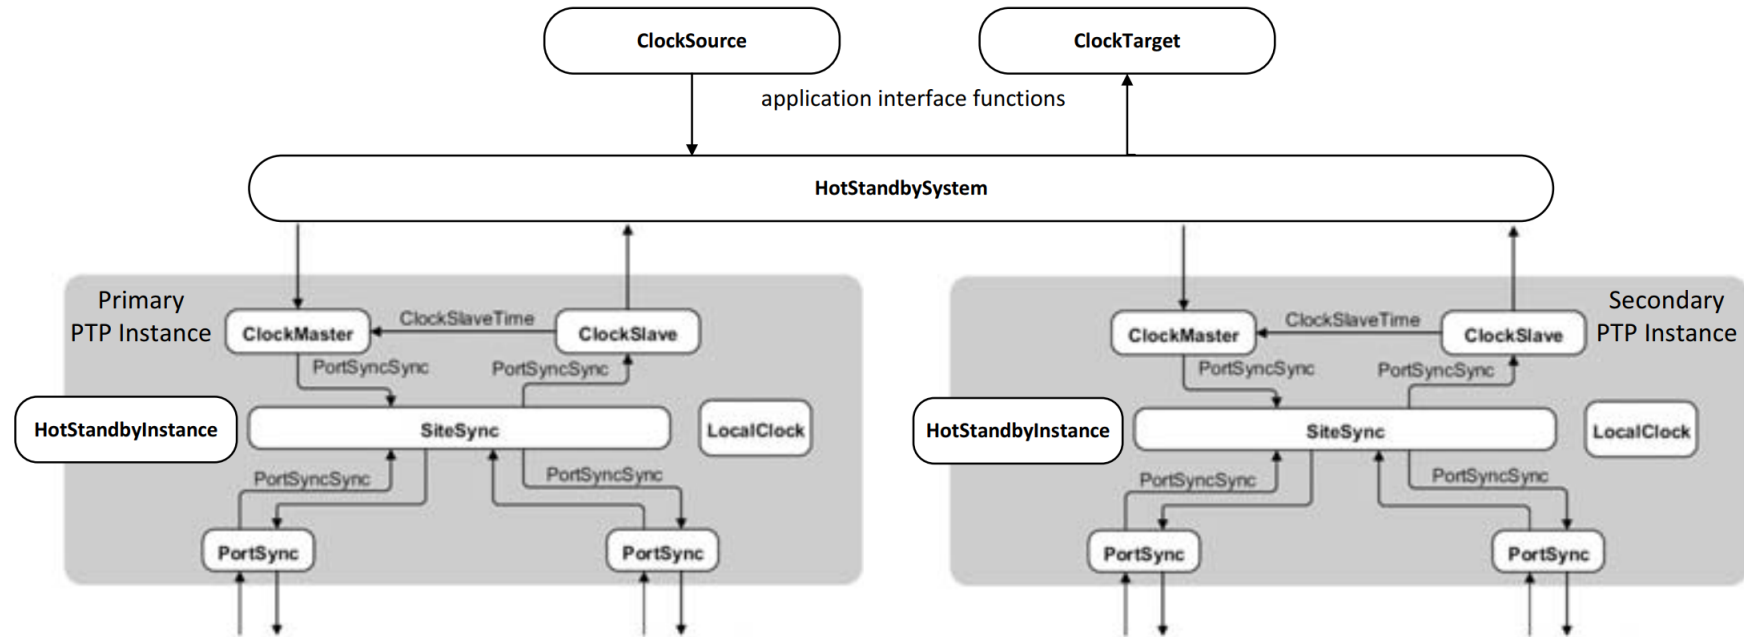 ClockSource
ClockTarget
application interface functions
HotStandbySystem
Primary
PTP Instance
ClockMaster
ClockSlaveTime
ClockSlave
PortSyncSync
PortSyncSync
HotStandbyInstance
SiteSync
LocalClock
PortSyncSync
PortSyncSync
PortSync
PortSync
Secondary
PTP Instance
ClockMaster
ClockSlaveTime
ClockSlave
PortSyncSync
PortSyncSync
HotStandbyInstance
SiteSync
LocalClock
PortSyncSync
PortSyncSync
PortSync
PortSync